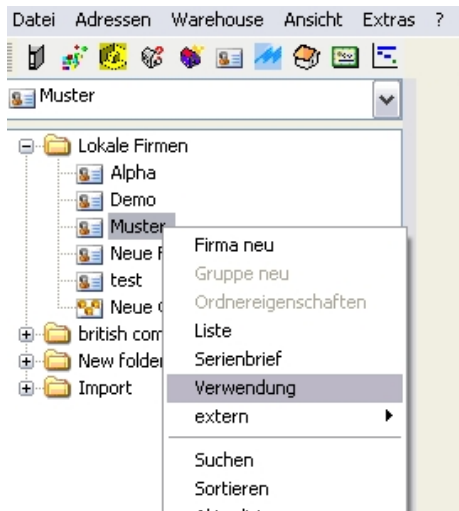 Datei Adressen Warehouse Ansicht Extras ?
Muster
Lokale Firmen
Alpha
Demo
Muster
Neue
test
Neue
british
New folder
Import
Firma neu
Gruppe neu
Ordnereigenschaften
Liste
Serienbrief
Verwendung
extern
Suchen
Sortieren